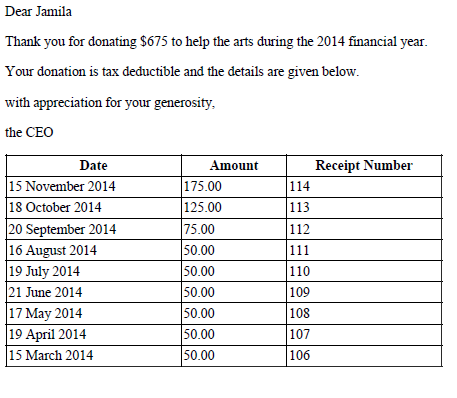 Dear Jamila
Thank you for donating $675 to help the arts during the 2014 financial year.
Your donation is tax deductible and the details are given below.
with appreciation for your generosity,
the CEO
Date Amount Receipt Number
15 November 2014 175.00 114
18 October 2014 125.00 113
20 September 2014 75.00 112
16 August 2014 50.00 111
19 July 2014 50.00 110
21 June 2014 50.00 109
17 May 2014 50.00 108
19 April 2014 50.00 107
15 March 2014 50.00 106